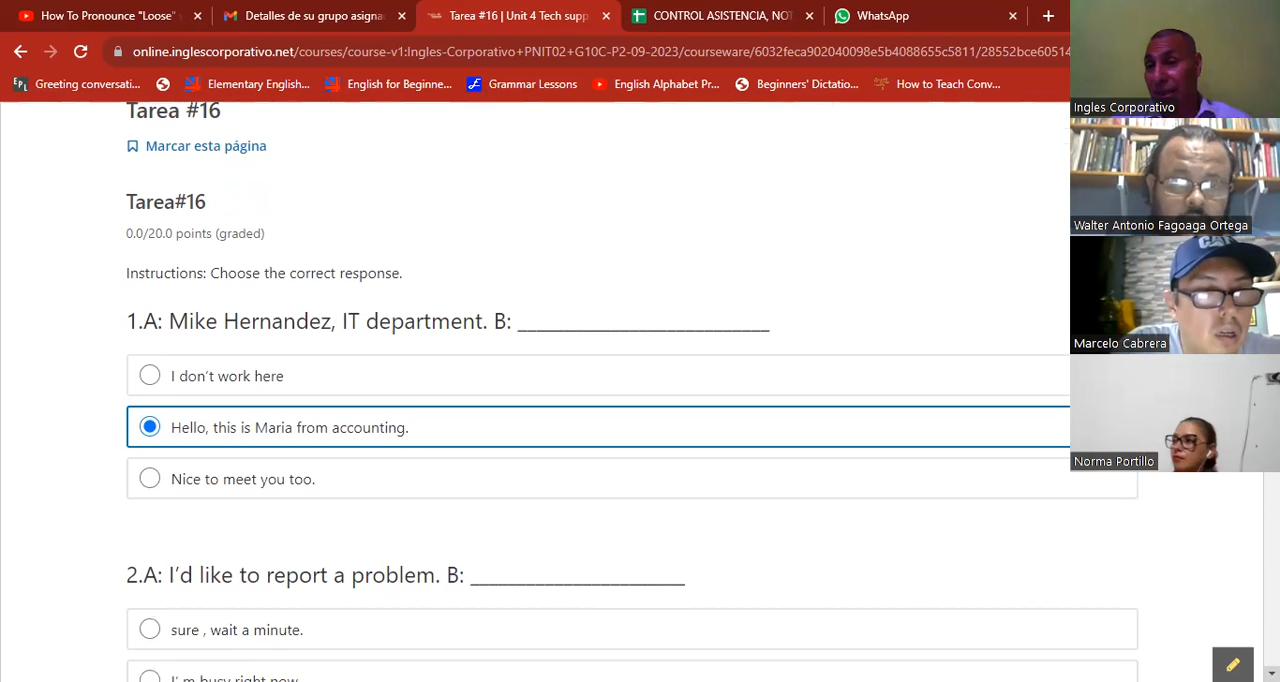 How To Pronounce "Loose"
Detalles de su grupo asigna
Tarea #16 | Unit 4 Tech supp
CONTROL ASISTENCIA, NOT
WhatsApp
online.inglescorporativo.net/courses/course-v1:Ingles-Corporativo+PNIT02+G10C-P2-09-2023/courseware/6032feca902040098e5b4088655c5811/28552bce60514
Greeting conversati...
Elementary English...
English for Beginne...
Grammar Lessons
English Alphabet Pr...
Beginners' Dictatio...
How to Teach Conv...
Ingles Corporativo
Walter Antonio Fagoaga Ortega
Marcelo Cabrera
Norma Portillo
Tarea #16
Marcar esta página
Tarea#16
0.0/20.0 points (graded)
Instructions: Choose the correct response.
1.A: Mike Hernandez, IT department. B: _______________________
I don't work here
Hello, this is Maria from accounting.
Nice to meet you too.
2.A: I'd like to report a problem. B: ____________________
sure , wait a minute.
I' m busy right now